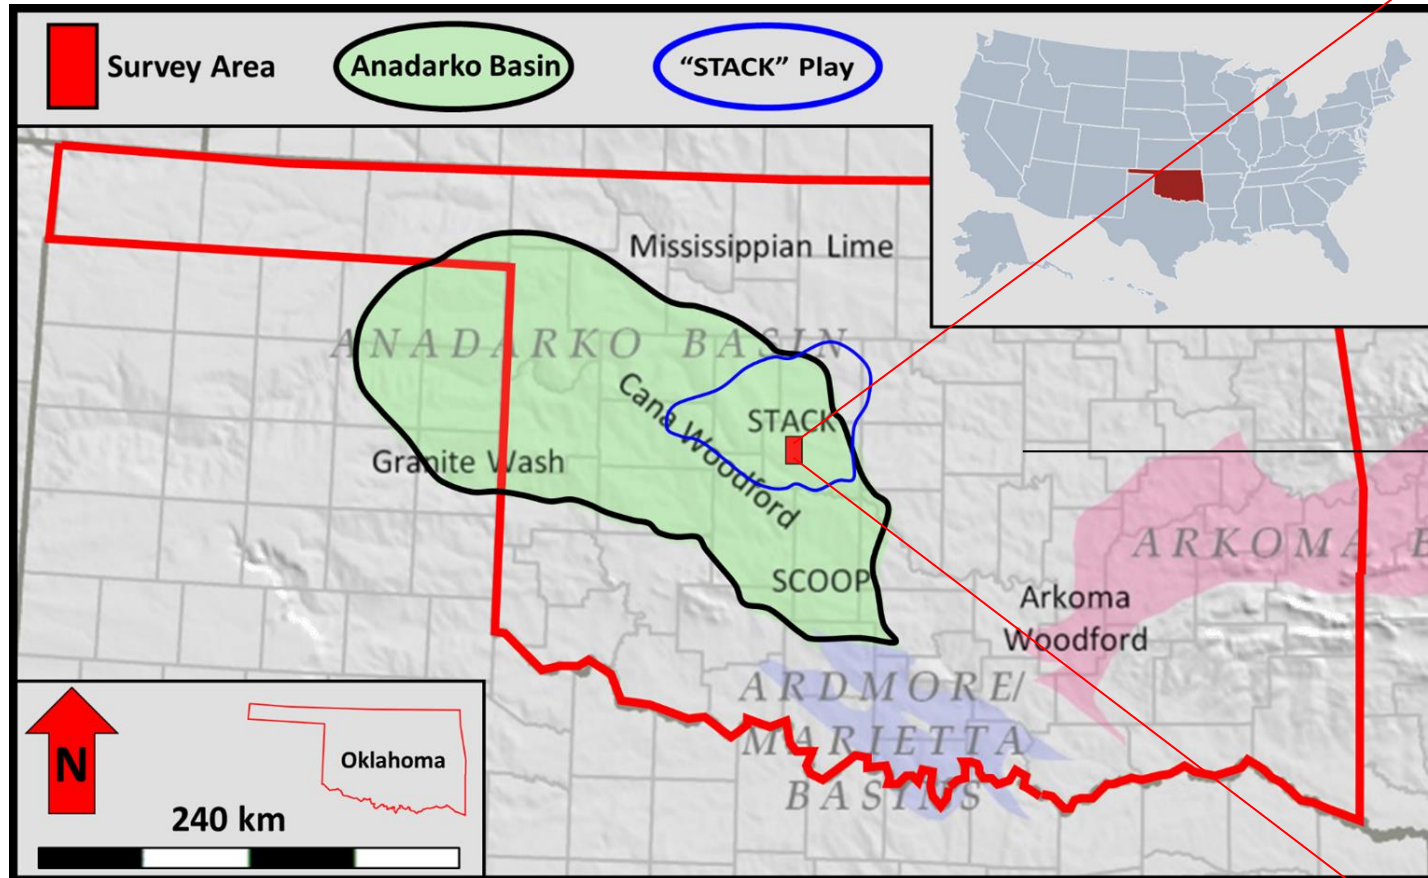 Survey Area
Anadarko Basin
“STACK” Play
Mississippian Lime
ANADARKO BASIN
Cana Woodford
STACK
Granite Wash
SCOOP
ARKOMA B
Arkoma
Woodford
ARDMORE/
MARIETTA
BASINS
N
Oklahoma
240 km